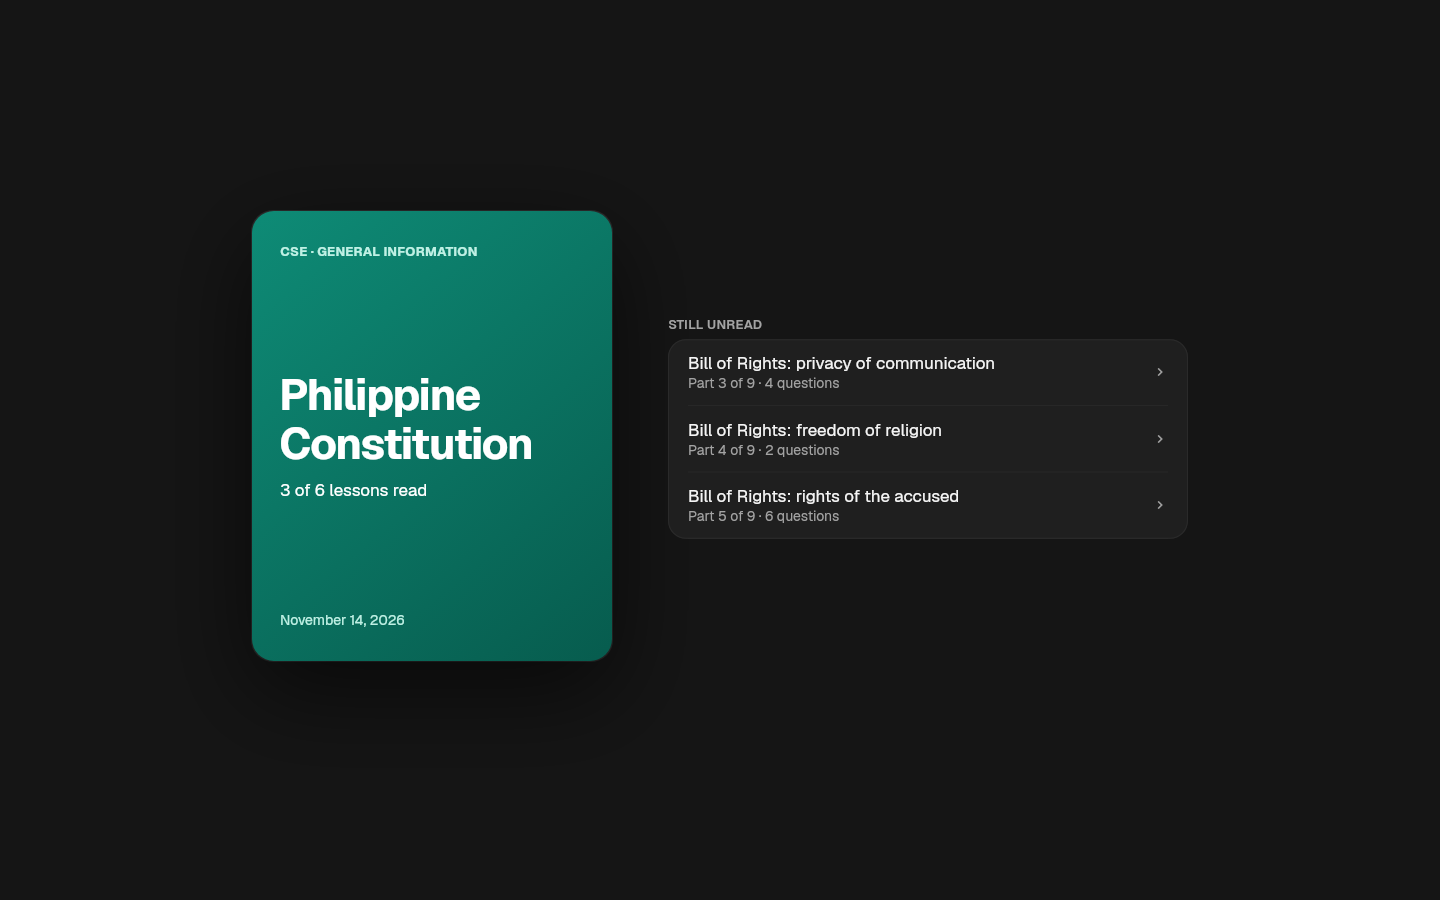 CSE · GENERAL INFORMATION
Philippine
Constitution
3 of 6 lessons read
November 14, 2026
STILL UNREAD
Bill of Rights: privacy of communication
Part 3 of 9 · 4 questions
Bill of Rights: freedom of religion
Part 4 of 9 · 2 questions
Bill of Rights: rights of the accused
Part 5 of 9 · 6 questions